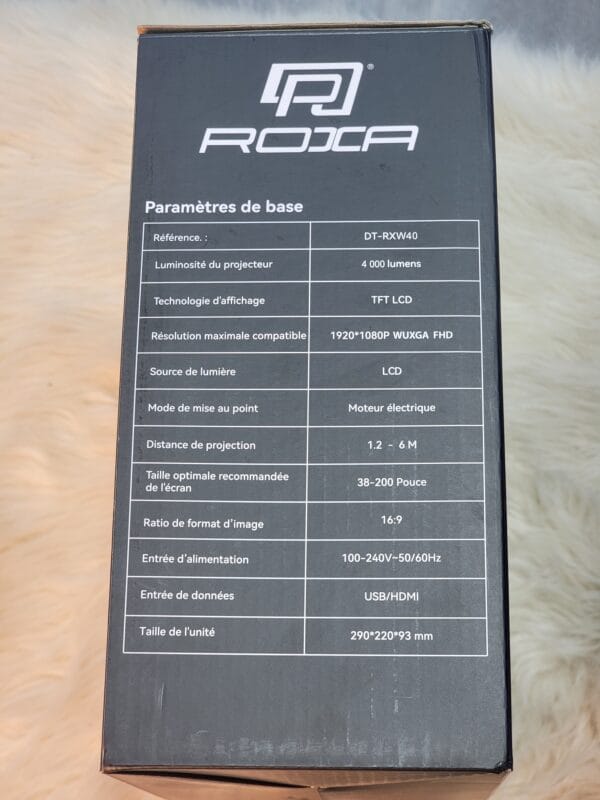 ®
ROXA
Paramètres de base
Référence. : DT-RXW40
Luminosité du projecteur 4 000 lumens
Technologie d'affichage TFT LCD
Résolution maximale compatible 1920*1080P WUXGA FHD
Source de lumière LCD
Mode de mise au point Moteur électrique
Distance de projection 1.2 - 6 M
Taille optimale recommandée
de l'écran 38-200 Pouce
Ratio de format d'image 16:9
Entrée d'alimentation 100-240V~50/60Hz
Entrée de données USB/HDMI
Taille de l'unité 290*220*93 mm